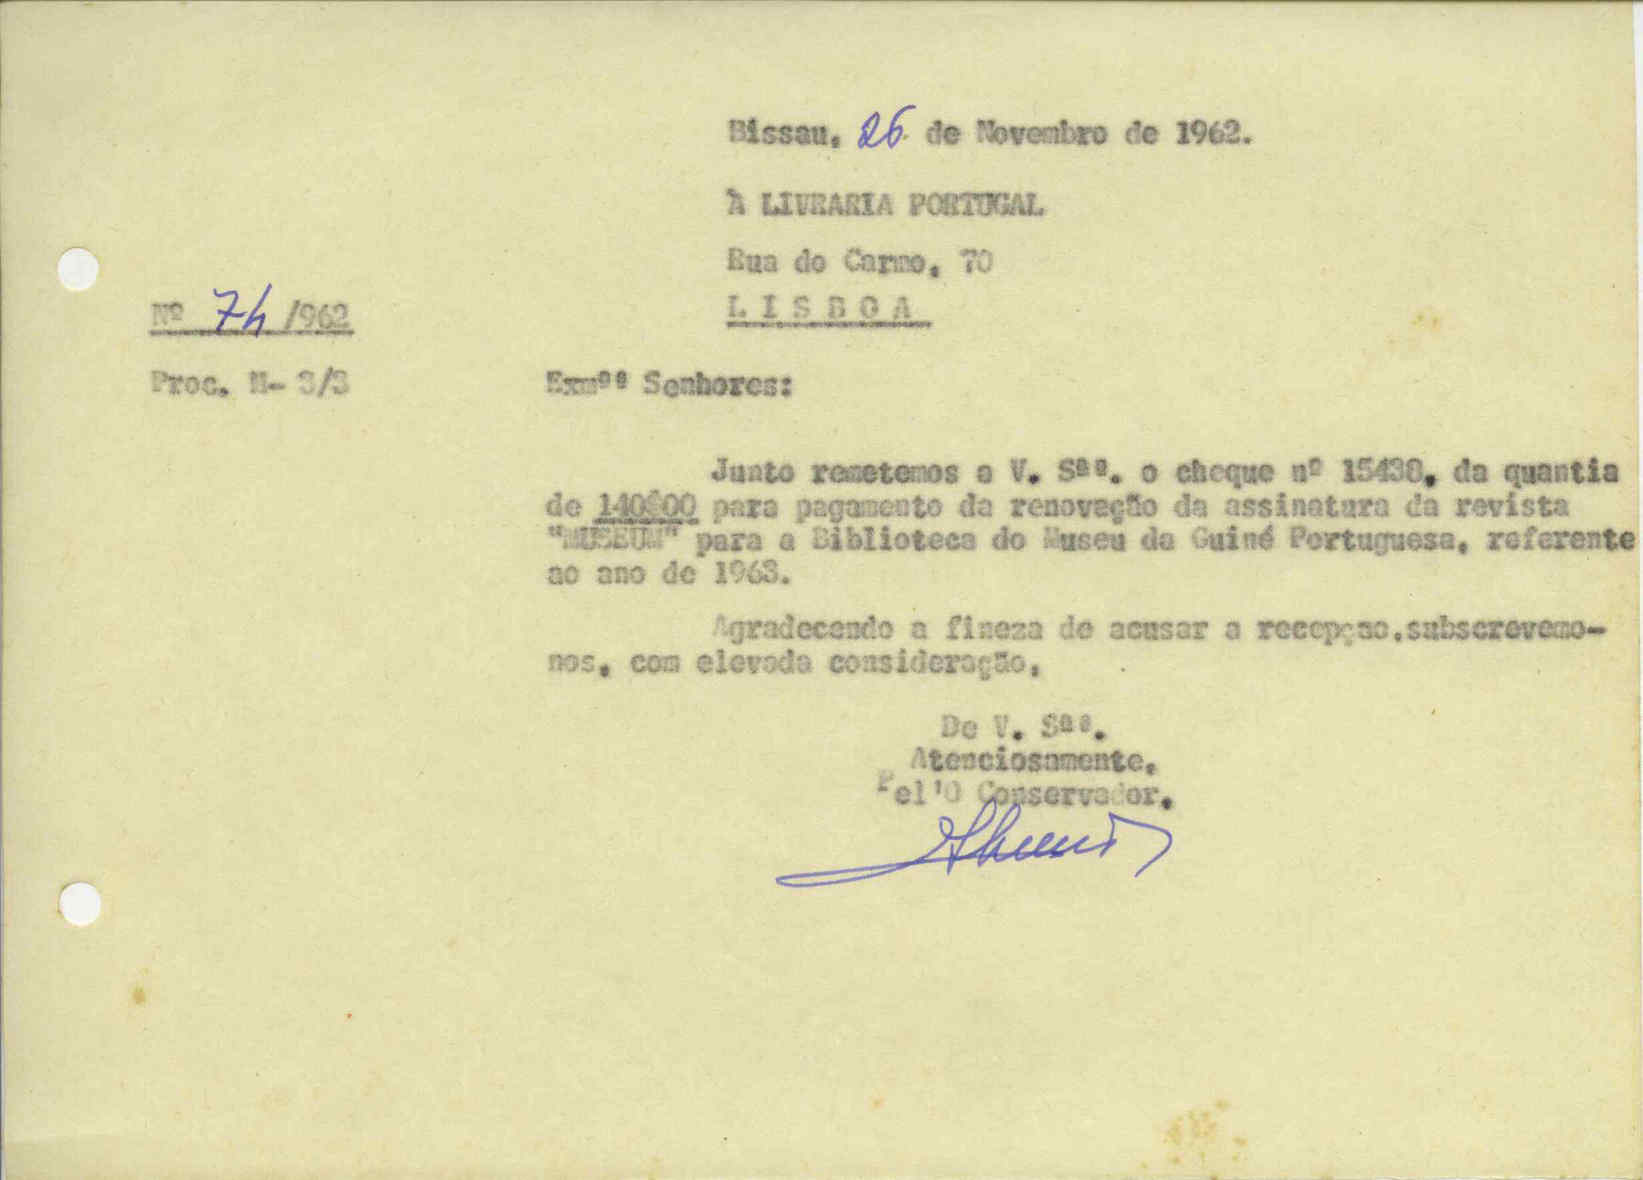 Bissau, 26 de Novembro de 1962.
À LIVRARIA PORTUGAL
Rua do Carmo, 70
LISBOA
Nº 74 /962
Proc. M- 3/3
Exmºˢ Senhores:
Junto remetemos a V. Sªˢ. o cheque nº 15438, da quantia
de 140$00 para pagamento da renovação da assinatura da revista
"MUSEUM" para a Biblioteca do Museu da Guiné Portuguesa, referente
ao ano de 1963.
Agradecendo a fineza de acusar a recepçao,subscrevemo-
nos, com elevada consideração,
De V. Sªˢ.
Atenciosamente,
Pel'O Conservador,